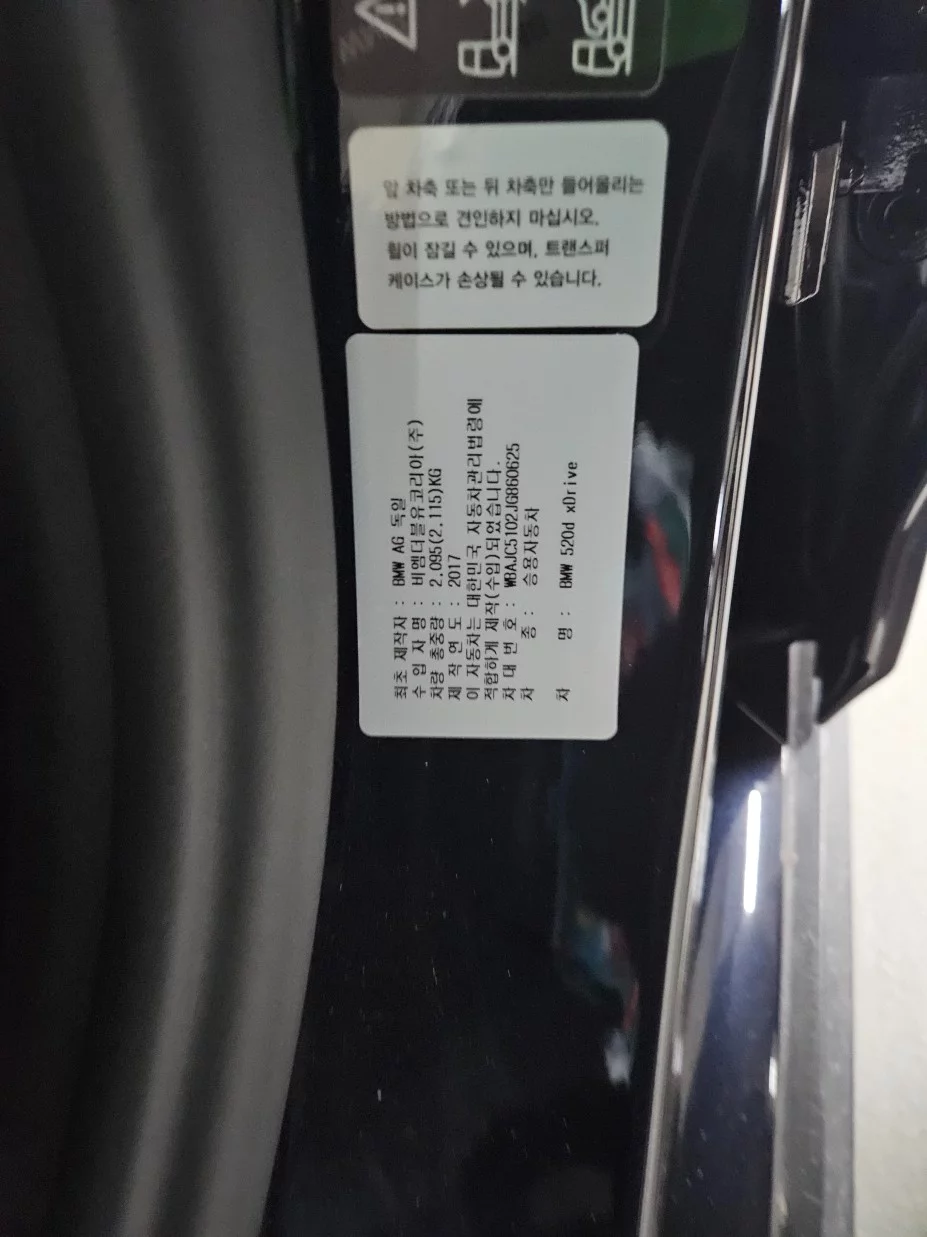 앞 차축 또는 뒤 차축만 들어올리는
방법으로 견인하지 마십시오.
휠이 잠길 수 있으며, 트랜스퍼
케이스가 손상될 수 있습니다.
최초 제작자 : BMW AG 독일
수 입 자 명 : 비엠더블유코리아(주)
차량 총중량 : 2.095(2.115)KG
제 작 연 도 : 2017
이 자동차는 대한민국 자동차관리법령에
적합하게 제작(수입)되었습니다.
차 대 번 호 : WBAJC5102JG860625
차 종 : 승용자동차
차 명 : BMW 520d xDrive